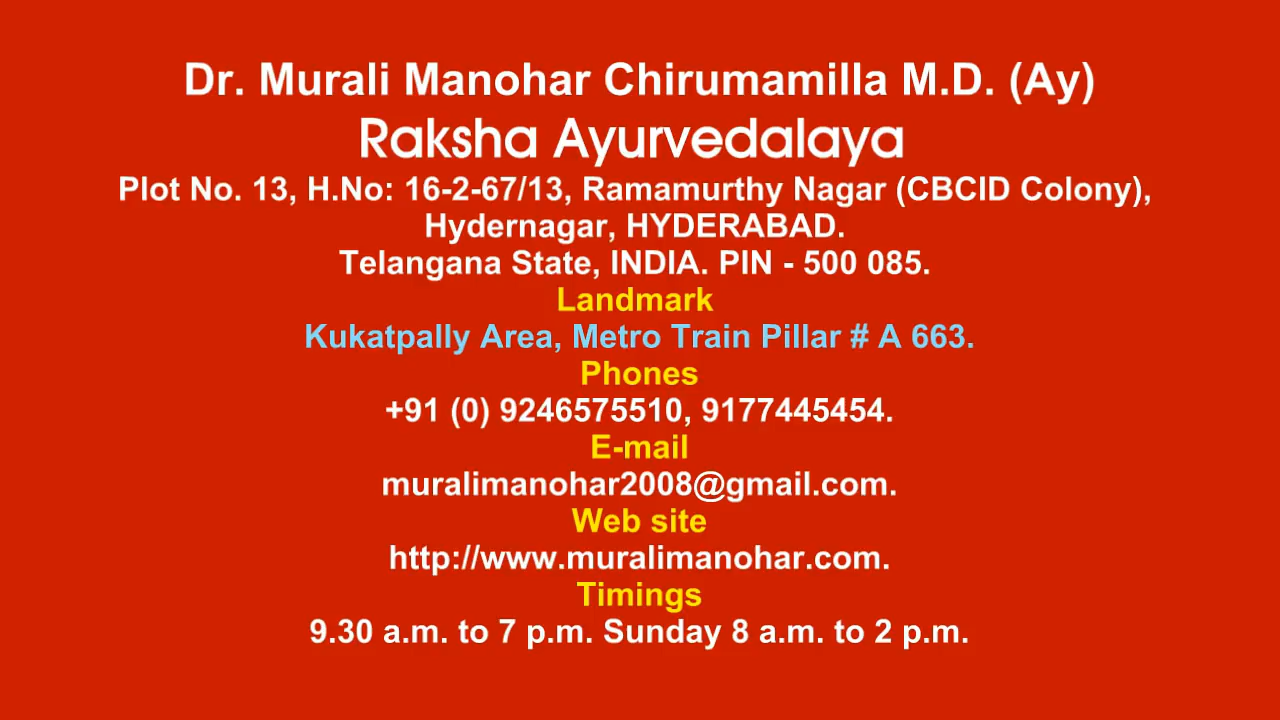 Dr. Murali Manohar Chirumamilla M.D. (Ay)
Raksha Ayurvedalaya
Plot No. 13, H.No: 16-2-67/13, Ramamurthy Nagar (CBCID Colony),
Hydernagar, HYDERABAD.
Telangana State, INDIA. PIN - 500 085.
Landmark
Kukatpally Area, Metro Train Pillar # A 663.
Phones
+91 (0) 9246575510, 9177445454.
E-mail
muralimanohar2008@gmail.com.
Web site
http://www.muralimanohar.com.
Timings
9.30 a.m. to 7 p.m. Sunday 8 a.m. to 2 p.m.